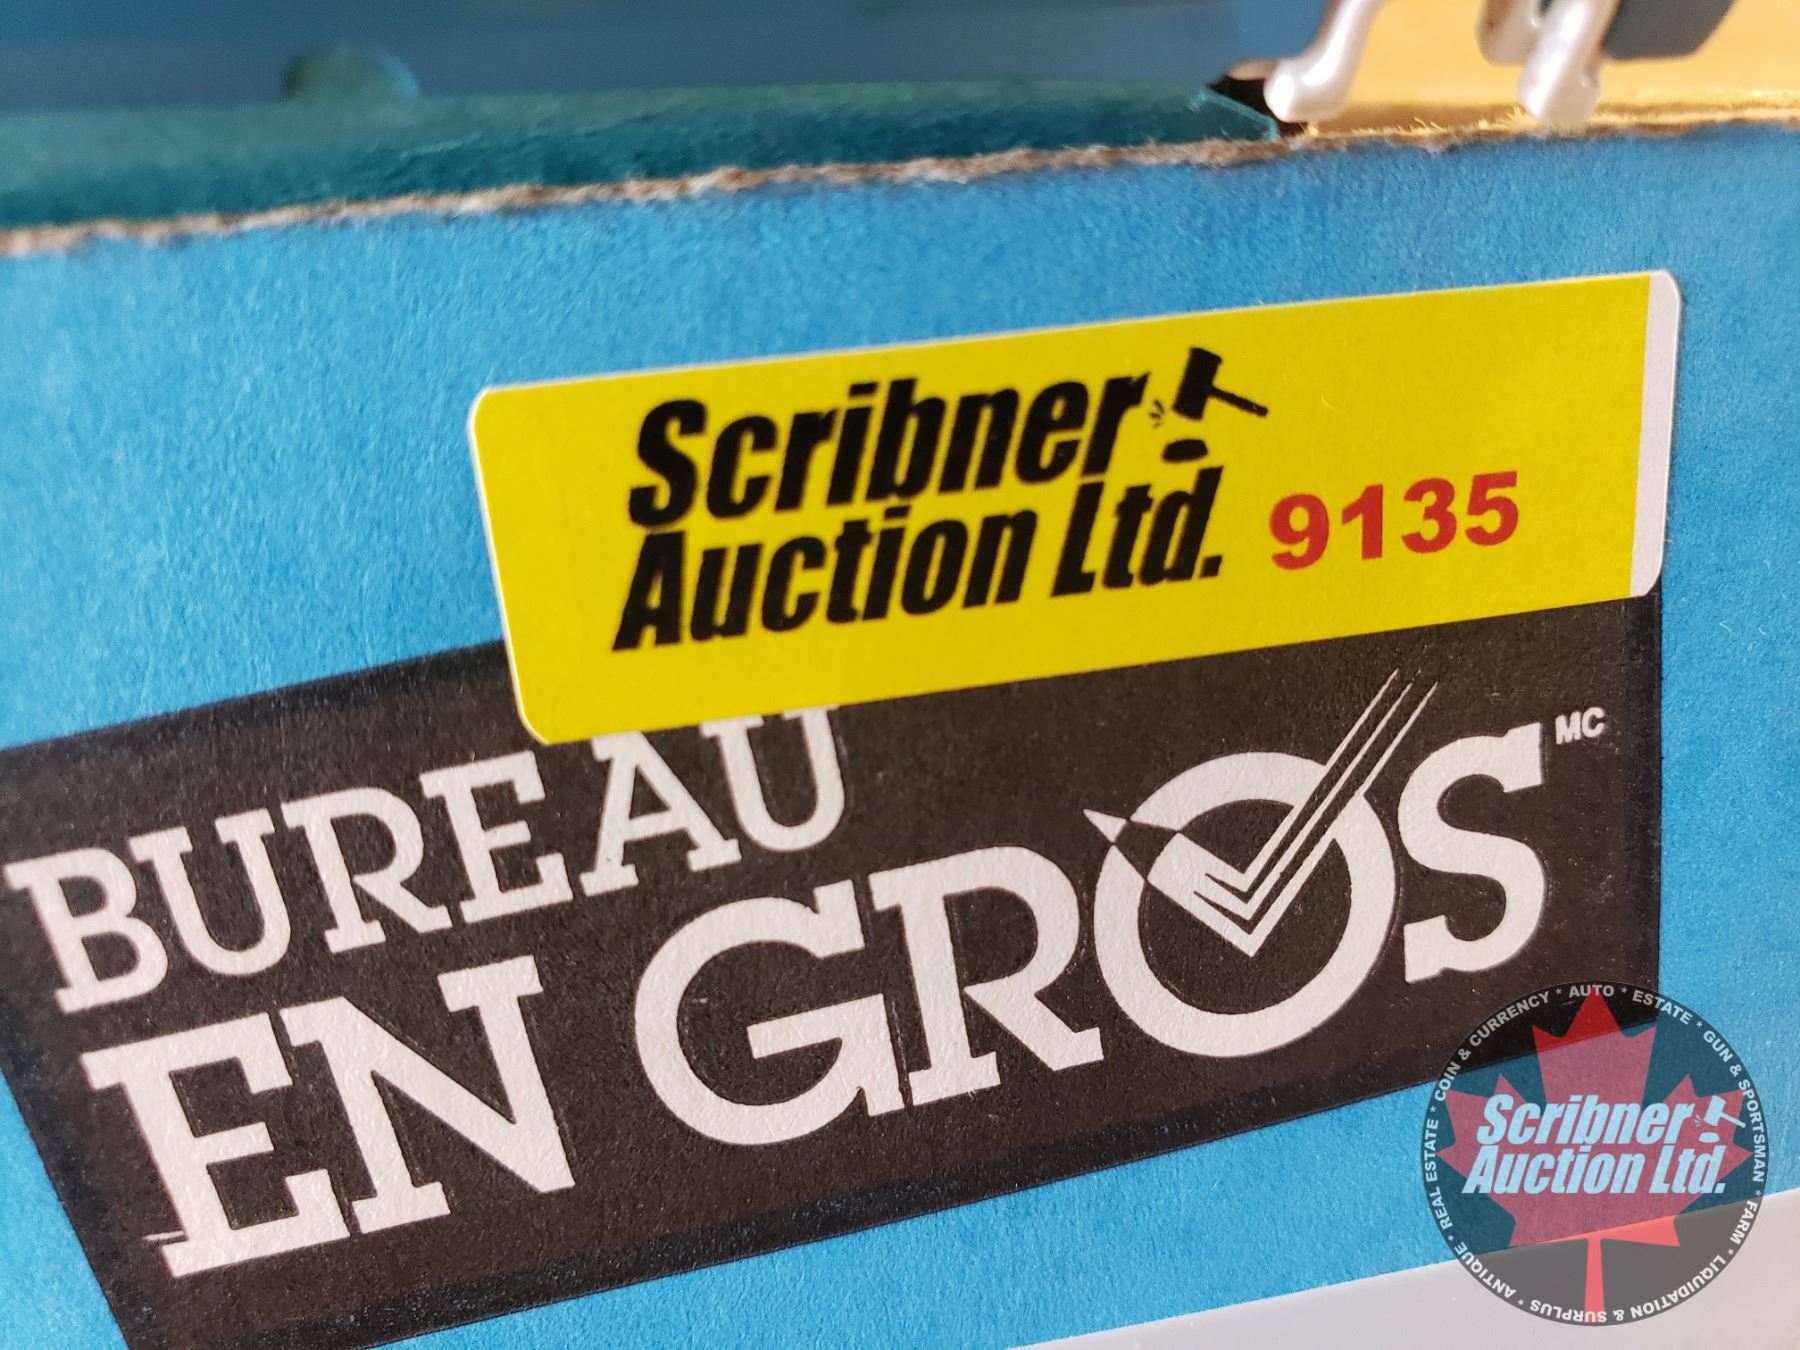 Scribner
Auction Ltd. 9135
BUREAU
EN GROS MC
COIN & CURRENCY * AUTO * ESTATE * GUN & SPORTSMAN * FARM * LIQUIDATION & SURPLUS * ANTIQUE * REAL ESTATE *
Scribner
Auction Ltd.